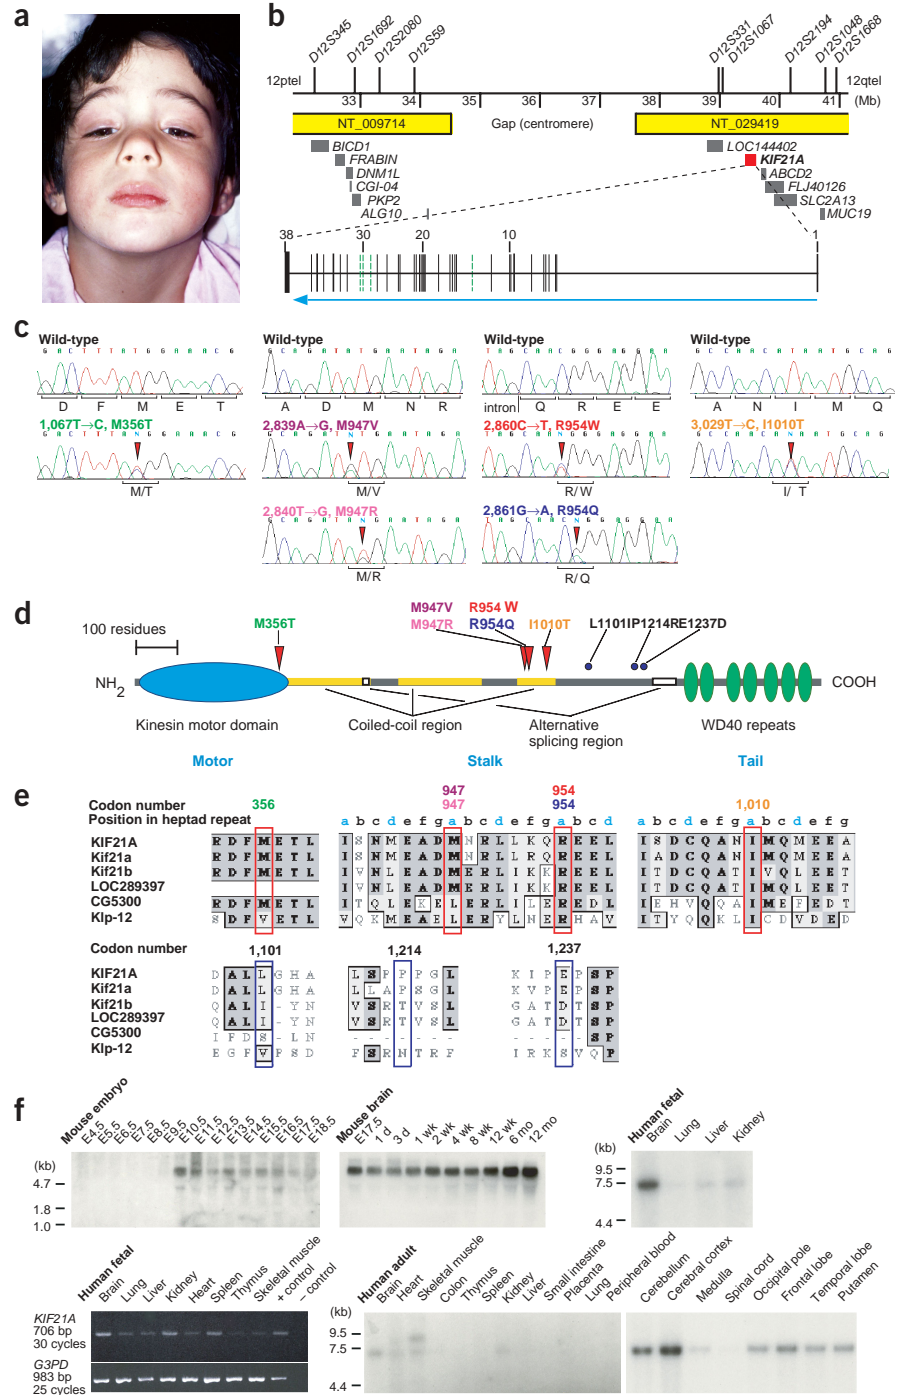 a
b
D12S345
D12S1692
D12S2080
D12S59
D12S331
D12S1067
D12S2194
D12S1048
D12S1668
12ptel
12qtel
33 34 35 36 37 38 39 40 41 (Mb)
NT_009714
Gap (centromere)
NT_029419
BICD1
LOC144402
FRABIN
KIF21A
DNM1L
ABCD2
CGI-04
FLJ40126
PKP2
SLC2A13
ALG10
MUC19
38 30 20 10 1
c
Wild-type Wild-type Wild-type Wild-type
G A C T T T A T G G A A A C G
G C A G A T A T G A A T A G A
T A G C A A C G G G A G G A A
G C C A A C A T A A T G C A G
D F M E T
A D M N R
intron Q R E E
A N I M Q
1,067T→C, M356T
2,839A→G, M947V
2,860C→T, R954W
3,029T→C, I1010T
M/T
M/V
R/W
I/ T
2,840T→G, M947R
2,861G→A, R954Q
M/R
R/Q
d
M947V R954 W
100 residues
M356T
M947R R954Q I1010T
L1101I P1214R E1237D
NH2
COOH
Kinesin motor domain
Coiled-coil region
Alternative
splicing region
WD40 repeats
Motor
Stalk
Tail
e
947 954
Codon number 356 947 954 1,010
Position in heptad repeat a b c d e f g a b c d e f g a b c d a b c d e f g a b c d e f g
KIF21A R D F M E T L I S N M E A D M N R L L K Q R E E L I S D C Q A N I M Q M E E G
Kif21a R D F M E T L I S N M E A D M N R L L R Q R E E L I A D C Q A N I M Q M E E A
Kif21b R D F M E T L I V N L E A D M E R L I K K R E E L I T D C Q A T I V Q L E E T
LOC289397 I V N L E A D M E R L I K K R E E L I T D C Q A T I M Q L E E T
CG5300 R D F M E T L I T Q L E K E L E R L L N E R E E L I E H V Q Q A I M E F E D T
Klp-12 S D F V E T L V Q K M E A E L E R Y L N E R H A V I T Y Q Q K L I C D V D E D
Codon number 1,101 1,214 1,237
KIF21A D A L L G H A L S P P P G L K I P E P S P
Kif21a D A L L G H A L L A P S G L K V P E P S P
Kif21b Q A L I - Y N V S R T V S L G A T D T S P
LOC289397 Q A L I - Y N V S R T V S L G A T D T S P
CG5300 I F D S - L N - - - - - - - - - - - - S P
Klp-12 E G F V P S D F S R N T R F I R K S V Q P
f
Mouse embryo
E4.5
E5.5
E6.5
E7.5
E8.5
E9.5
E10.5
E11.5
E12.5
E13.5
E14.5
E15.5
E16.5
E17.5
E18.5
(kb)
4.7
1.8
1.0
Mouse brain
E17.5
1 d
3 d
1 wk
2 wk
4 wk
8 wk
12 wk
6 mo
12 mo
Human fetal
Brain
Lung
Liver
Kidney
(kb)
9.5
7.5
4.4
Human fetal
Brain
Lung
Liver
Kidney
Heart
Spleen
Thymus
Skeletal muscle
+ control
– control
KIF21A
706 bp
30 cycles
G3PD
983 bp
25 cycles
Human adult
Brain
Heart
Skeletal muscle
Colon
Thymus
Spleen
Kidney
Liver
Small intestine
Placenta
Lung
Peripheral blood
(kb)
9.5
7.5
4.4
Cerebellum
Cerebral cortex
Medulla
Spinal cord
Occipital pole
Frontal lobe
Temporal lobe
Putamen